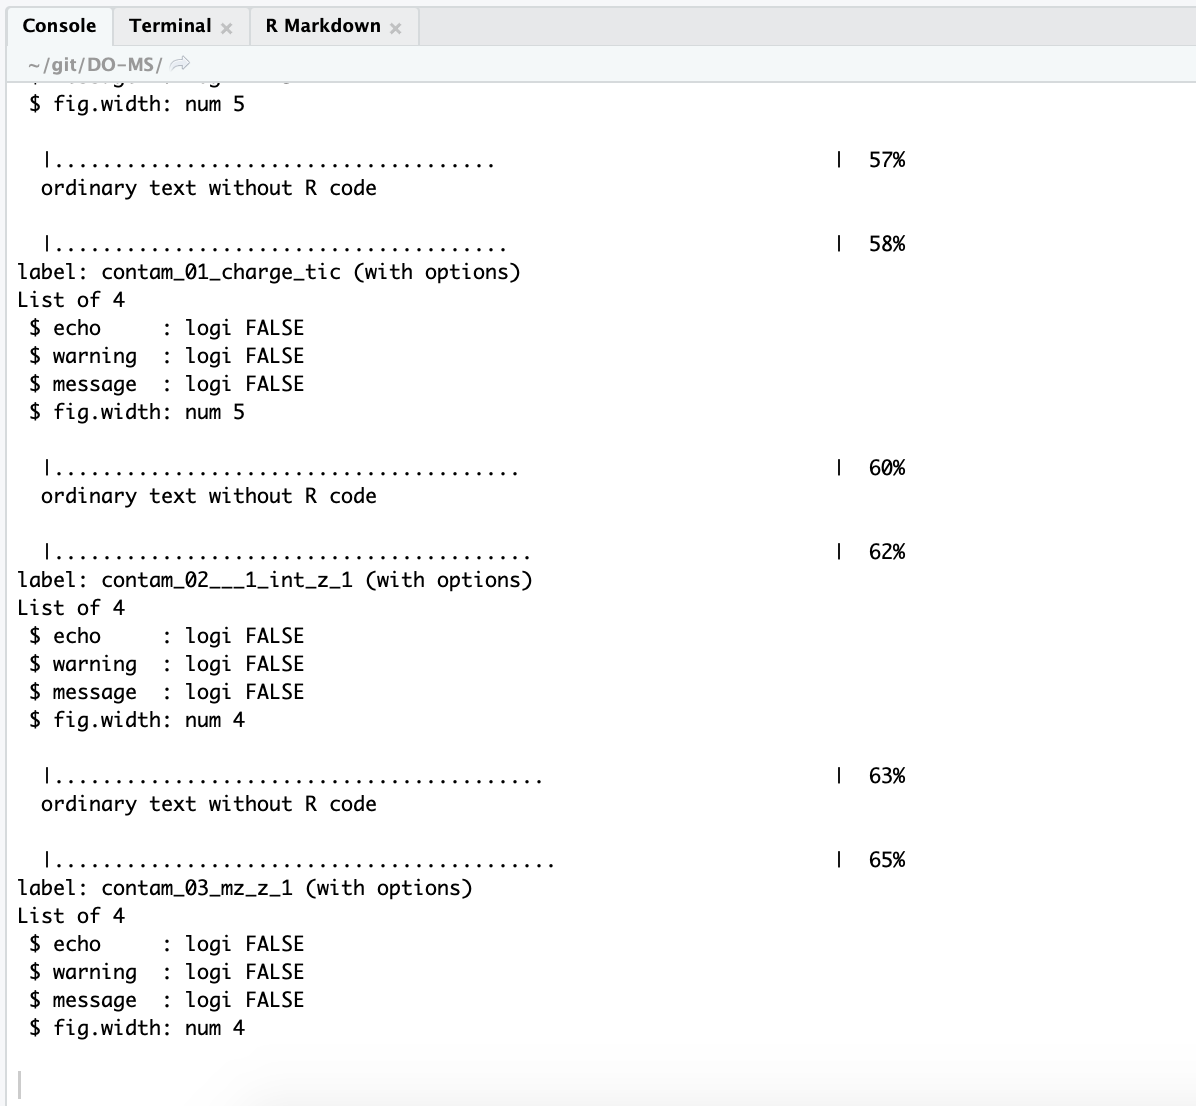 Console Terminal × R Markdown ×
~/git/DO-MS/
$ fig.width: num 5
|..................................... | 57%
ordinary text without R code
|...................................... | 58%
label: contam_01_charge_tic (with options)
List of 4
$ echo : logi FALSE
$ warning : logi FALSE
$ message : logi FALSE
$ fig.width: num 5
|....................................... | 60%
ordinary text without R code
|........................................ | 62%
label: contam_02___1_int_z_1 (with options)
List of 4
$ echo : logi FALSE
$ warning : logi FALSE
$ message : logi FALSE
$ fig.width: num 4
|......................................... | 63%
ordinary text without R code
|.......................................... | 65%
label: contam_03_mz_z_1 (with options)
List of 4
$ echo : logi FALSE
$ warning : logi FALSE
$ message : logi FALSE
$ fig.width: num 4